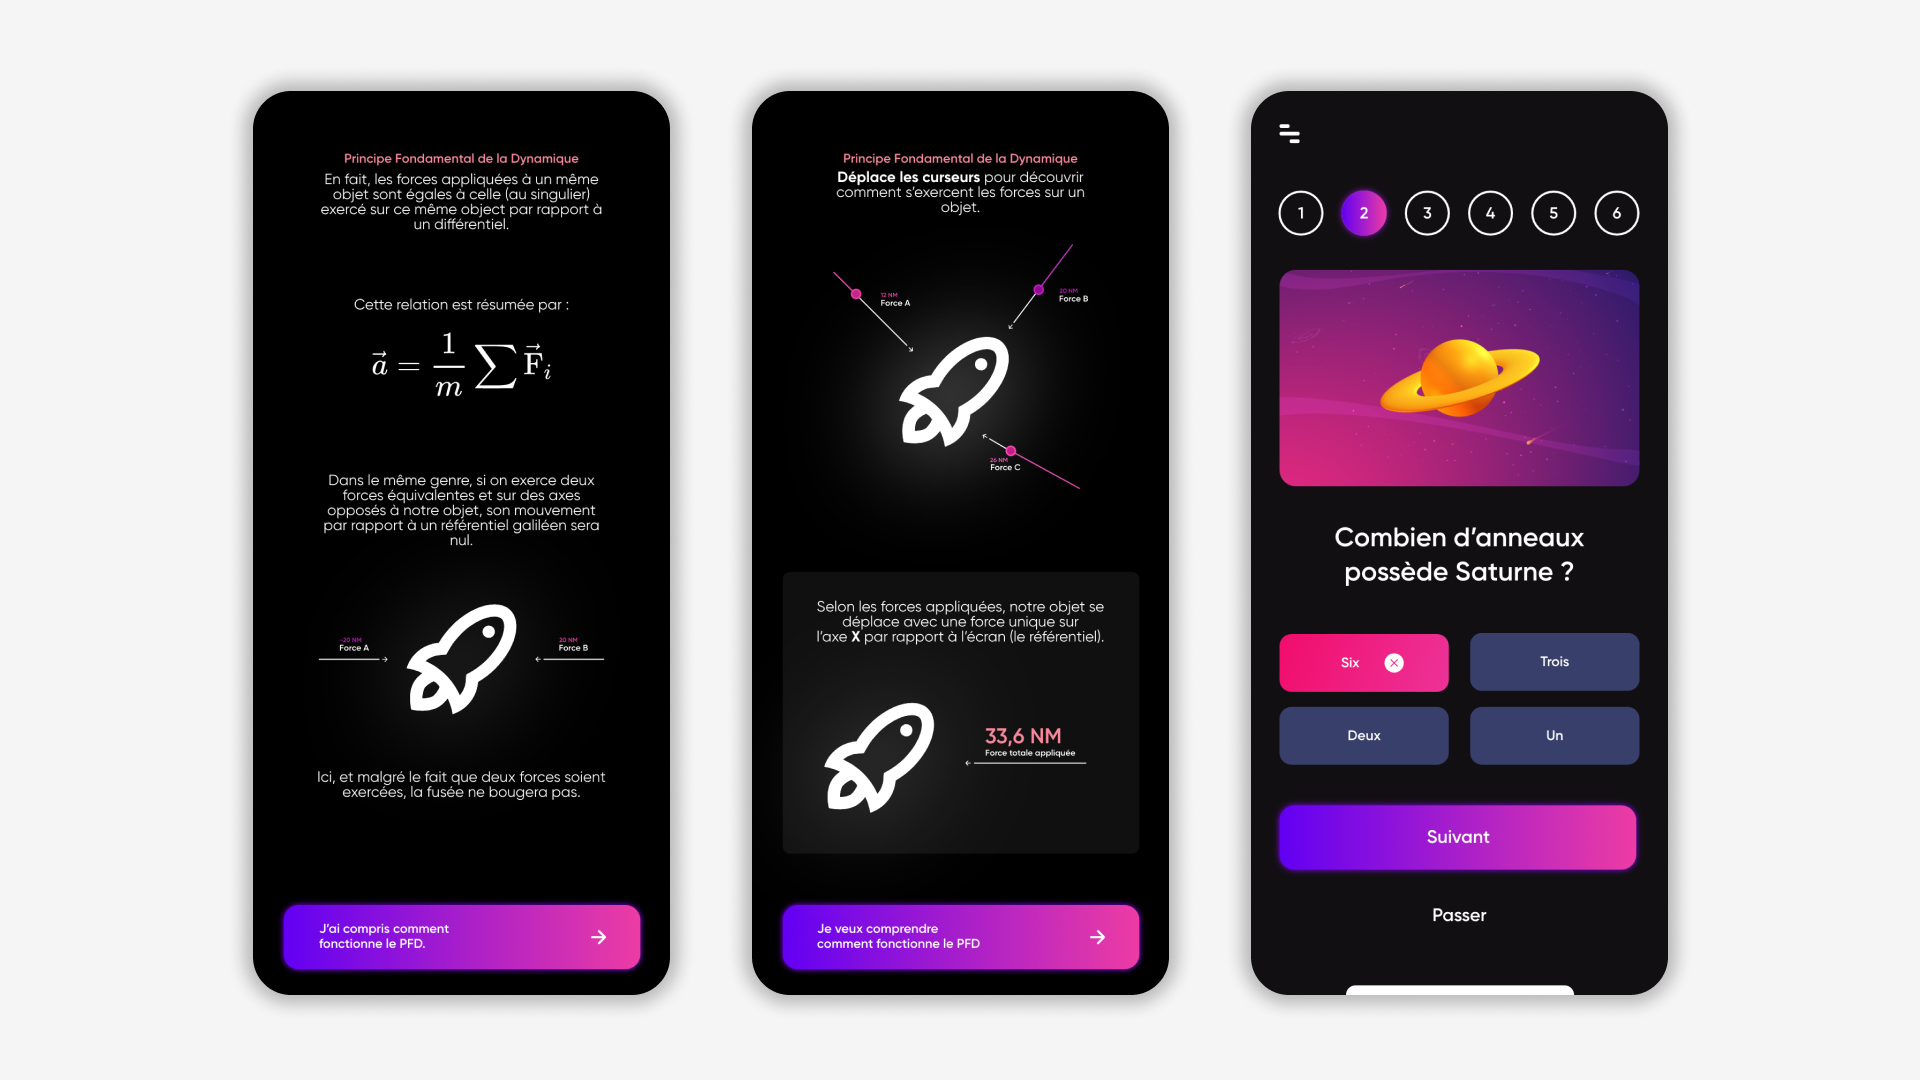 Principe Fondamental de la Dynamique
En fait, les forces appliquées à un même
objet sont égales à celle (au singulier)
exercé sur ce même object par rapport à
un différentiel.
Cette relation est résumée par :
a⃗ = 1/m ∑ F⃗i
Dans le même genre, si on exerce deux
forces équivalentes et sur des axes
opposés à notre objet, son mouvement
par rapport à un référentiel galiléen sera
nul.
-20 NM
Force A
20 NM
Force B
Ici, et malgré le fait que deux forces soient
exercées, la fusée ne bougera pas.
J’ai compris comment
fonctionne le PFD.
Principe Fondamental de la Dynamique
Déplace les curseurs pour découvrir
comment s’exercent les forces sur un
objet.
12 NM
Force A
20 NM
Force B
26 NM
Force C
Selon les forces appliquées, notre objet se
déplace avec une force unique sur
l’axe X par rapport à l’écran (le référentiel).
33,6 NM
Force totale appliquée
Je veux comprendre
comment fonctionne le PFD
1 2 3 4 5 6
Combien d’anneaux
possède Saturne ?
Six
Trois
Deux
Un
Suivant
Passer